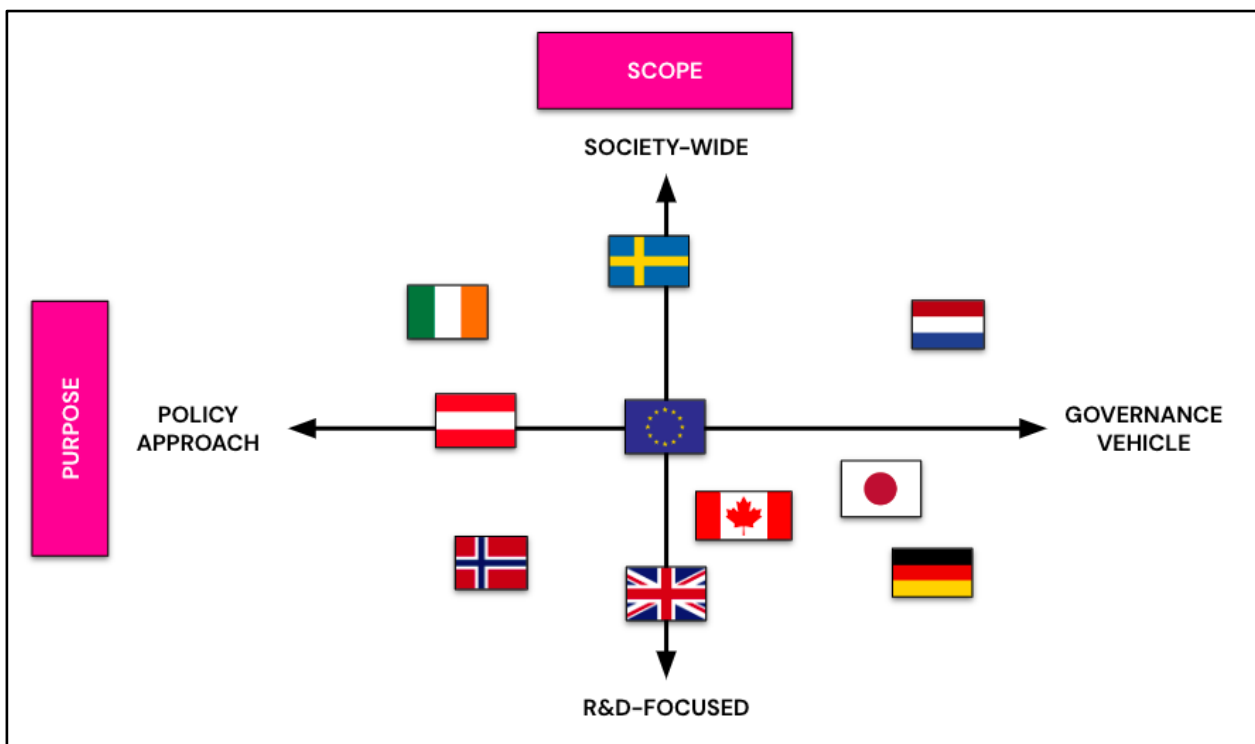 SCOPE
SOCIETY-WIDE
PURPOSE
POLICY
APPROACH
GOVERNANCE
VEHICLE
R&D-FOCUSED